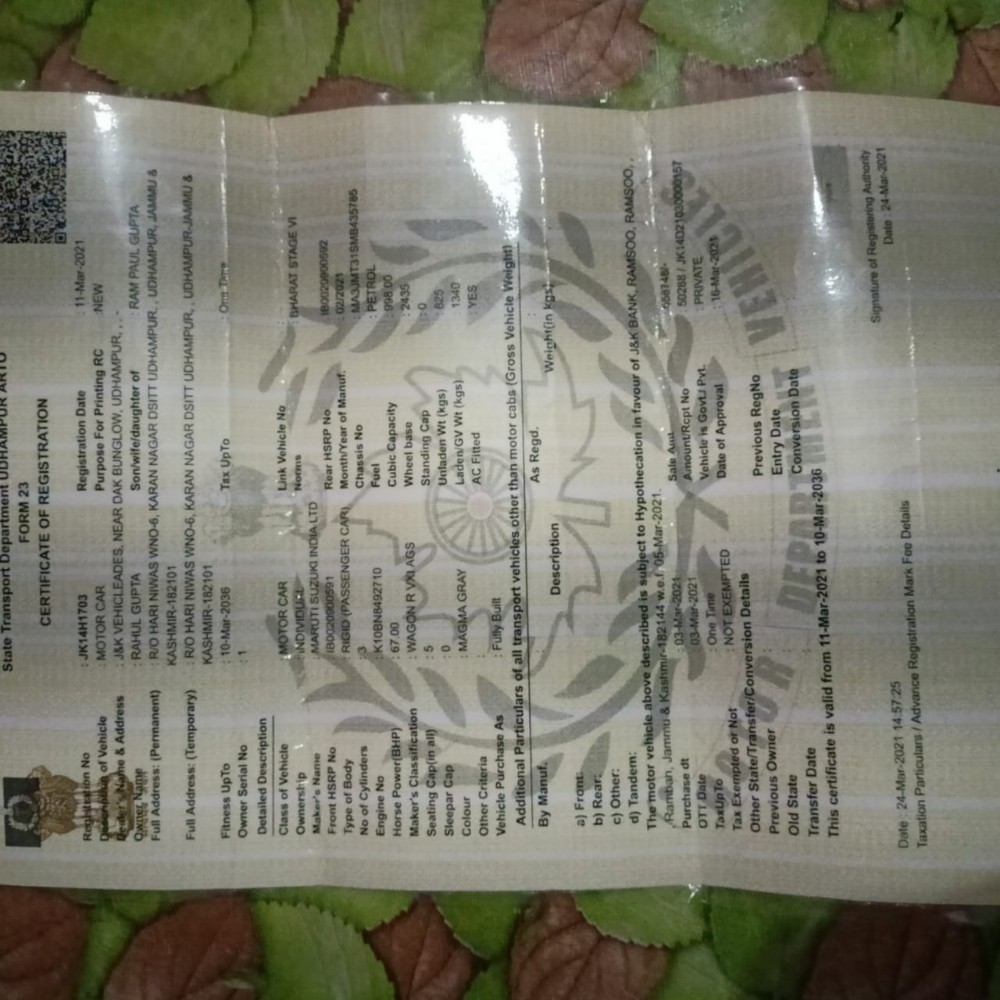 State Transport Department UDHAMPUR ARTO
FORM 23
CERTIFICATE OF REGISTRATION
Registration No : JK14H1703 Registration Date : 11-Mar-2021
Description of Vehicle : MOTOR CAR Purpose For Printing RC : NEW
Dealer's Name & Address : J&K VEHICLEADES, NEAR DAK BUNGLOW, UDHAMPUR, , , -
Owner Name : RAHUL GUPTA Son/wife/daughter of : RAM PAUL GUPTA
Full Address: (Permanent) : R/O HARI NIWAS WNO-6, KARAN NAGAR DSITT UDHAMPUR, , UDHAMPUR, JAMMU &
KASHMIR-182101
Full Address: (Temporary) : R/O HARI NIWAS WNO-6, KARAN NAGAR DSITT UDHAMPUR, , UDHAMPUR, JAMMU &
KASHMIR-182101
Fitness UpTo : 10-Mar-2036 Tax UpTo : One Time
Owner Serial No : 1
Detailed Description
Class of Vehicle : MOTOR CAR Link Vehicle No
Ownership : INDIVIDUAL Norms : BHARAT STAGE VI
Maker's Name : MARUTI SUZUKI INDIA LTD
Front HSRP No Rear HSRP No
Type of Body : RIGID (PASSENGER CAR) Month/Year of Manuf. : 02/2021
No of Cylinders : 3 Chassis No
Engine No : K10BN8492710 Fuel : PETROL
Horse Power(BHP) : 67.00 Cubic Capacity : 998.00
Maker's Classification : WAGON R VXI AGS Wheel base : 2435
Seating Cap(in all) : 5 Standing Cap : 0
Sleepar Cap : 0 Unladen Wt (kgs) : 825
Colour : MAGMA GRAY Laden/GV Wt (kgs) : 1340
Other Criteria AC Fitted : YES
Vehicle Purchase As : Fully Built
Additional Particulars of all transport vehicles other than motor cabs (Gross Vehicle Weight)
By Manuf. As Regd.
Description Weight(in kgs)
a) From:
b) Rear:
c) Other:
d) Tandem:
The motor vehicle above described is subject to Hypothecation in favour of J&K BANK, RAMSOO, RAMSOO, ,
Ramban, Jammu & Kashmir-182144 w.e.f. 05-Mar-2021.
Purchase dt : 03-Mar-2021 Sale Amt
OTT Date : 03-Mar-2021 Amount/Rcpt No
TaxUpTo : One Time Vehicle is Govt./ Pvt. : PRIVATE
Tax Exempted or Not : NOT EXEMPTED Date of Approval : 16-Mar-2021
Other State/Transfer/Conversion Details
Previous Owner Previous RegNo
Old State Entry Date
Transfer Date Conversion Date
This certificate is valid from 11-Mar-2021 to 10-Mar-2036
Signature of Registering Authority
Date : 24-Mar-2021
Date : 24-Mar-2021 14:57:25
Taxation Particulars / Advance Registration Mark Fee Details
DEPARTMENT VEHICLES